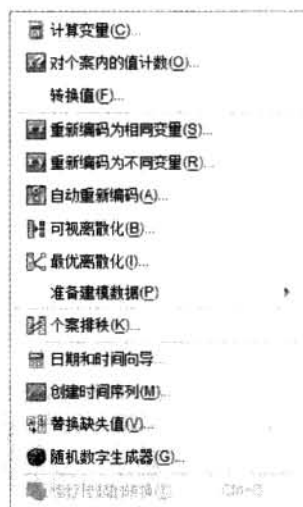 计算变量(C)...
对个案内的值计数(O)...
转换值(F)...
重新编码为相同变量(S)...
重新编码为不同变量(R)...
自动重新编码(A)...
可视离散化(B)...
最优离散化(I)...
准备建模数据(P)
个案排秩(K)...
日期和时间向导...
创建时间序列(M)...
替换缺失值(V)...
随机数字生成器(G)...